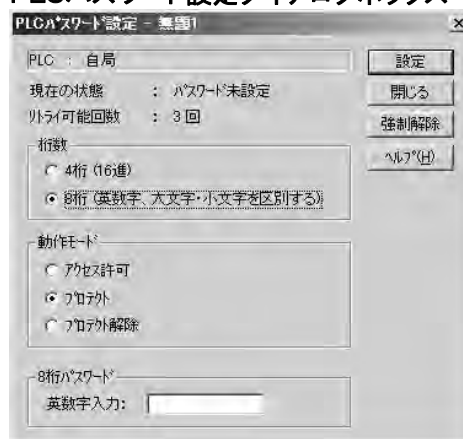 PLCパスワード設定ダイアログボックス
PLCパスワード設定 - 無題1
PLC : 自局
現在の状態 : パスワード未設定
リトライ可能回数 : 3回
桁数
4桁 (16進)
8桁 (英数字、大文字・小文字を区別する)
動作モード
アクセス許可
プロテクト
プロテクト解除
8桁パスワード
英数字入力:
設定
閉じる
強制解除
ヘルプ(H)